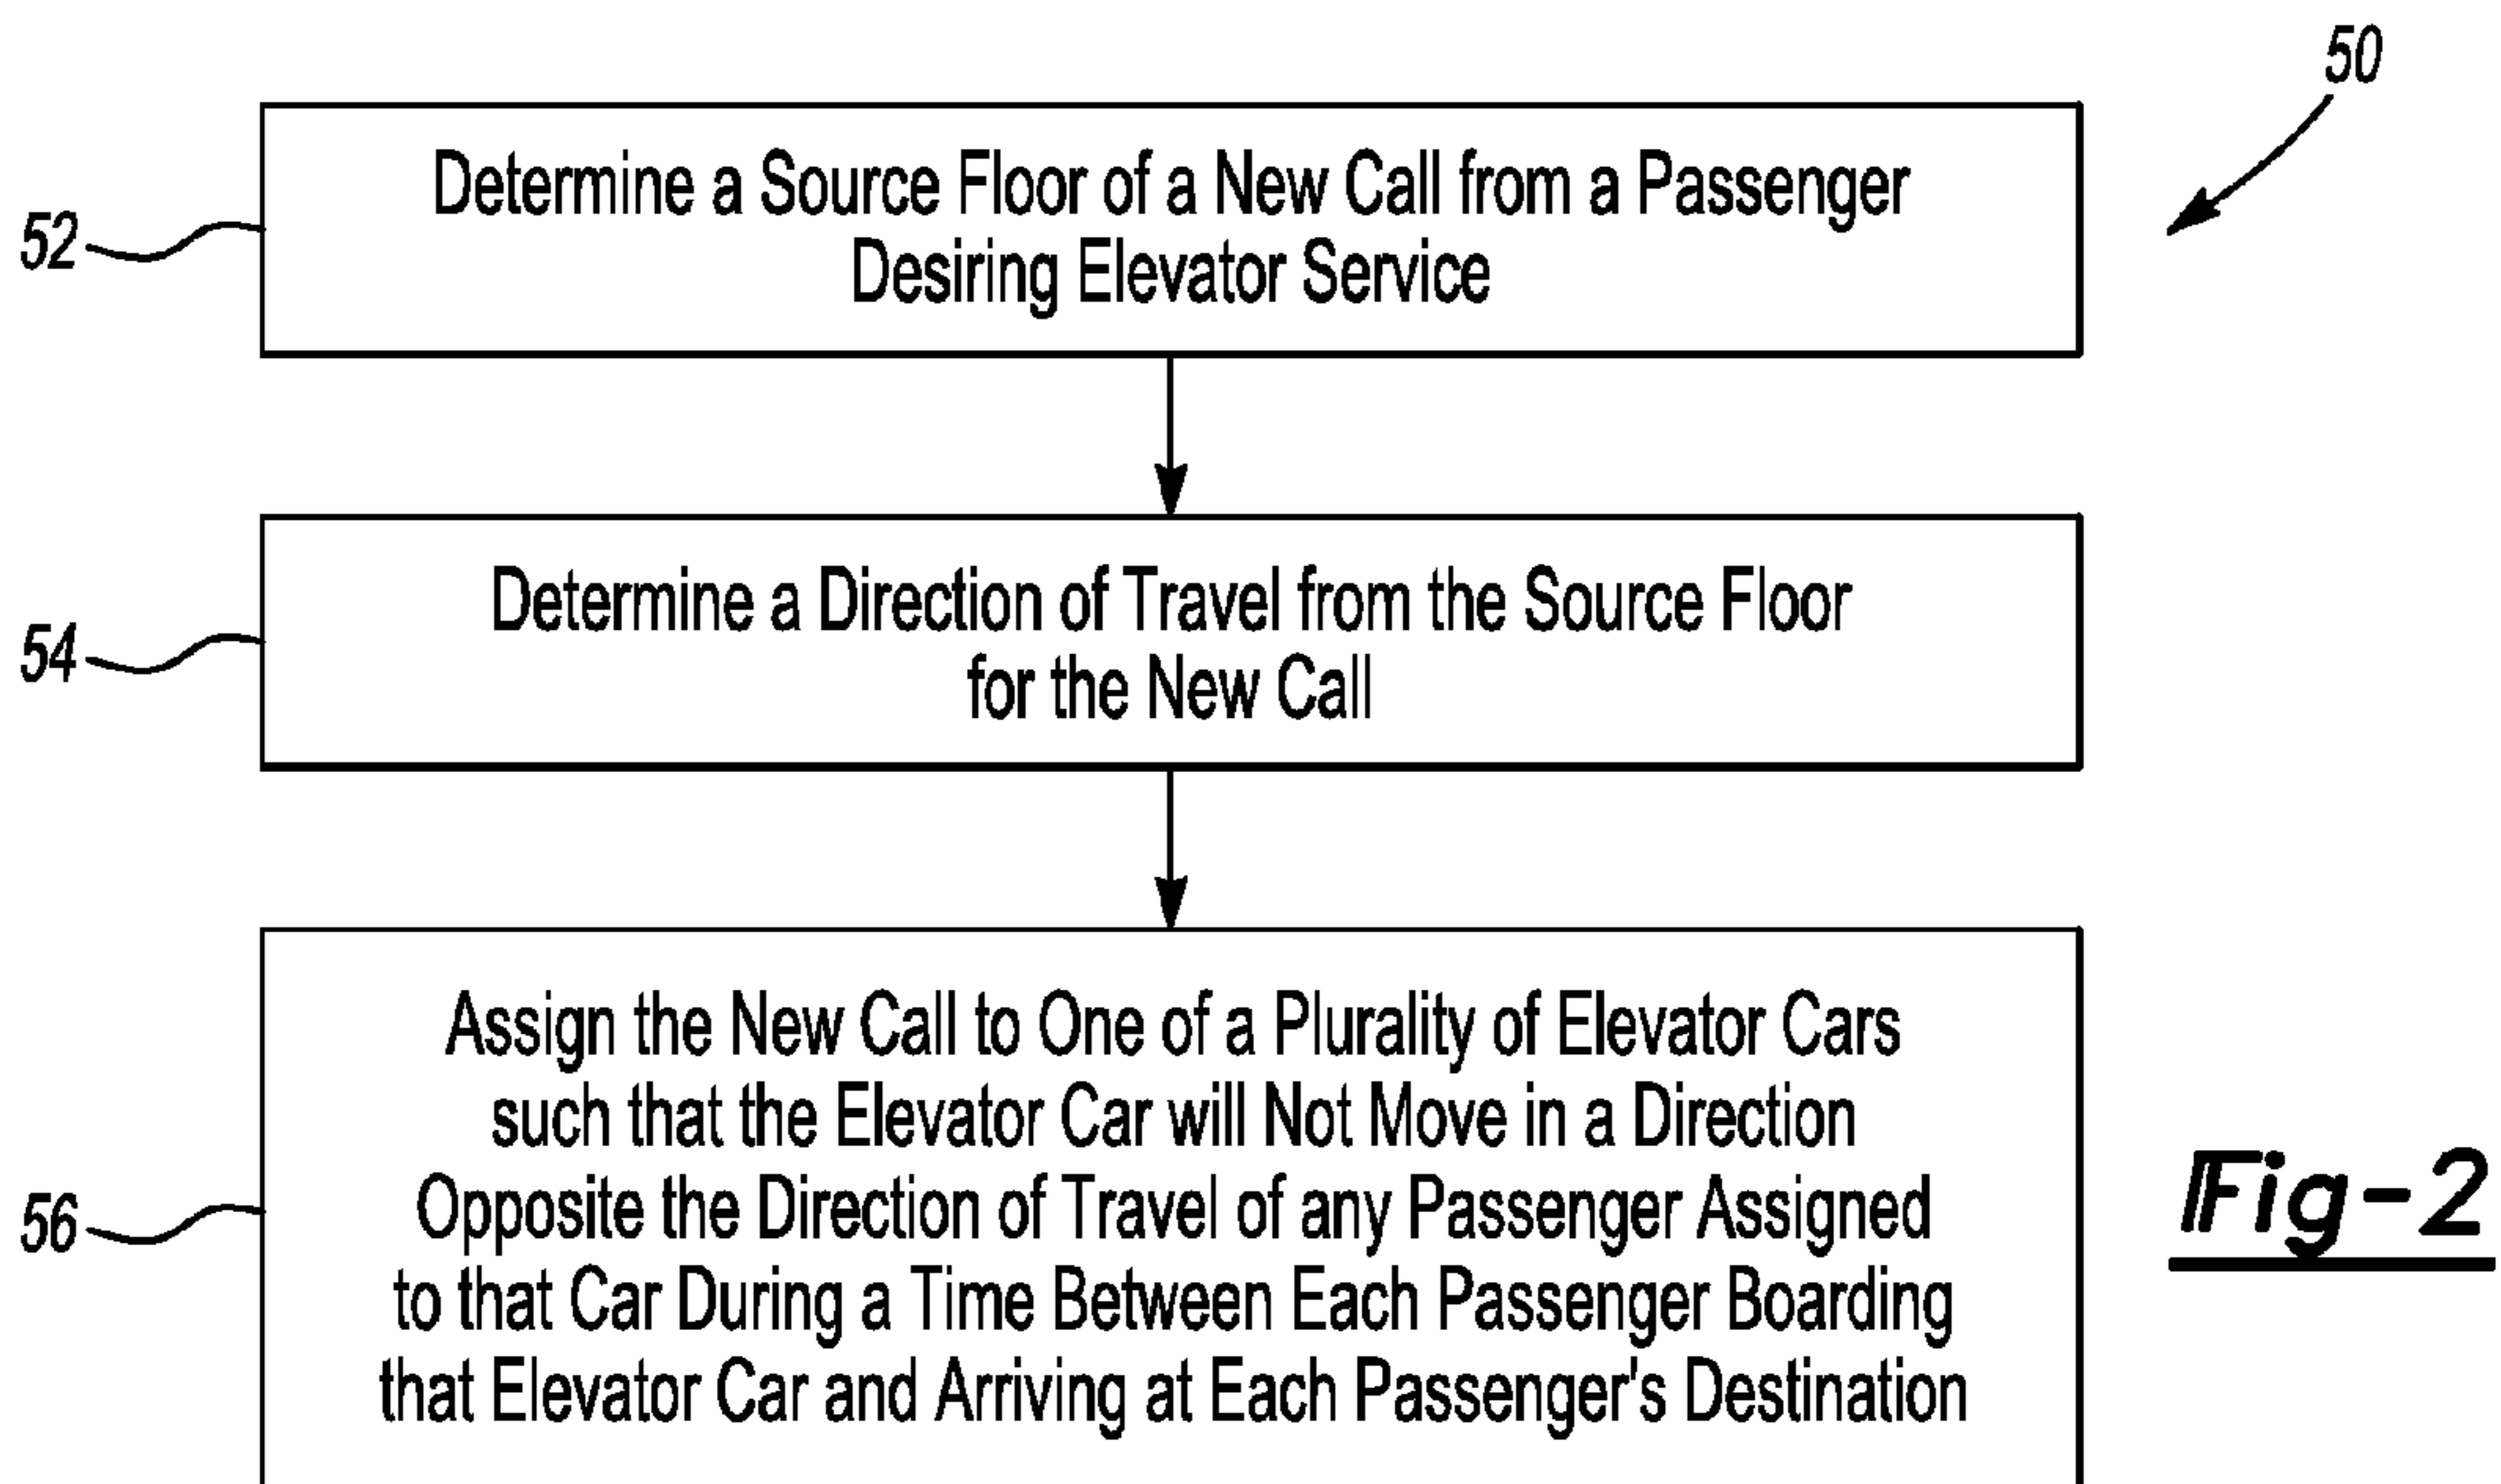 50
52
Determine a Source Floor of a New Call from a Passenger
Desiring Elevator Service
54
Determine a Direction of Travel from the Source Floor
for the New Call
56
Assign the New Call to One of a Plurality of Elevator Cars
such that the Elevator Car will Not Move in a Direction
Opposite the Direction of Travel of any Passenger Assigned
to that Car During a Time Between Each Passenger Boarding
that Elevator Car and Arriving at Each Passenger's Destination
Fig-2